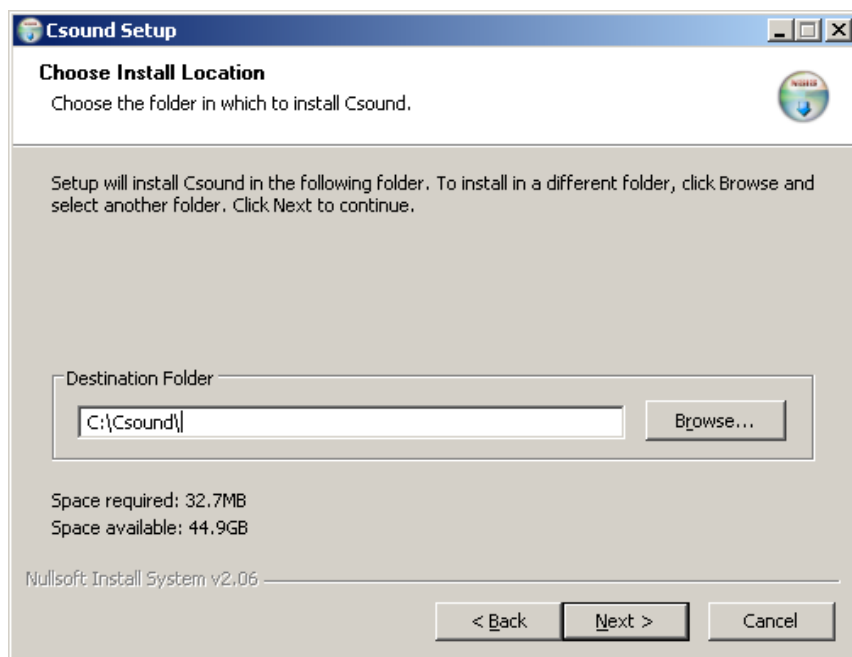 Csound Setup
Choose Install Location
Choose the folder in which to install Csound.
Setup will install Csound in the following folder. To install in a different folder, click Browse and
select another folder. Click Next to continue.
Destination Folder
C:\Csound\
Browse...
Space required: 32.7MB
Space available: 44.9GB
Nullsoft Install System v2.06
< Back
Next >
Cancel